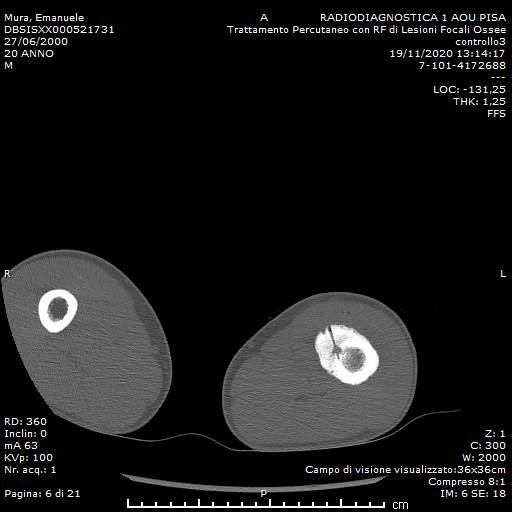 Mura, Emanuele
DBSISXX000521731
27/06/2000
20 ANNO
M
A
RADIODIAGNOSTICA 1 AOU PISA
Trattamento Percutaneo con RF di Lesioni Focali Ossee
controllo3
19/11/2020 13:14:17
7-101-4172688
---
LOC: -131,25
THK: 1,25
FFS
R
L
RD: 360
Inclin: 0
mA 63
KVp: 100
Nr. acq.: 1
Pagina: 6 di 21
Z: 1
C: 300
W: 2000
Campo di visione visualizzato:36x36cm
Compresso 8:1
IM: 6 SE: 18
P
cm